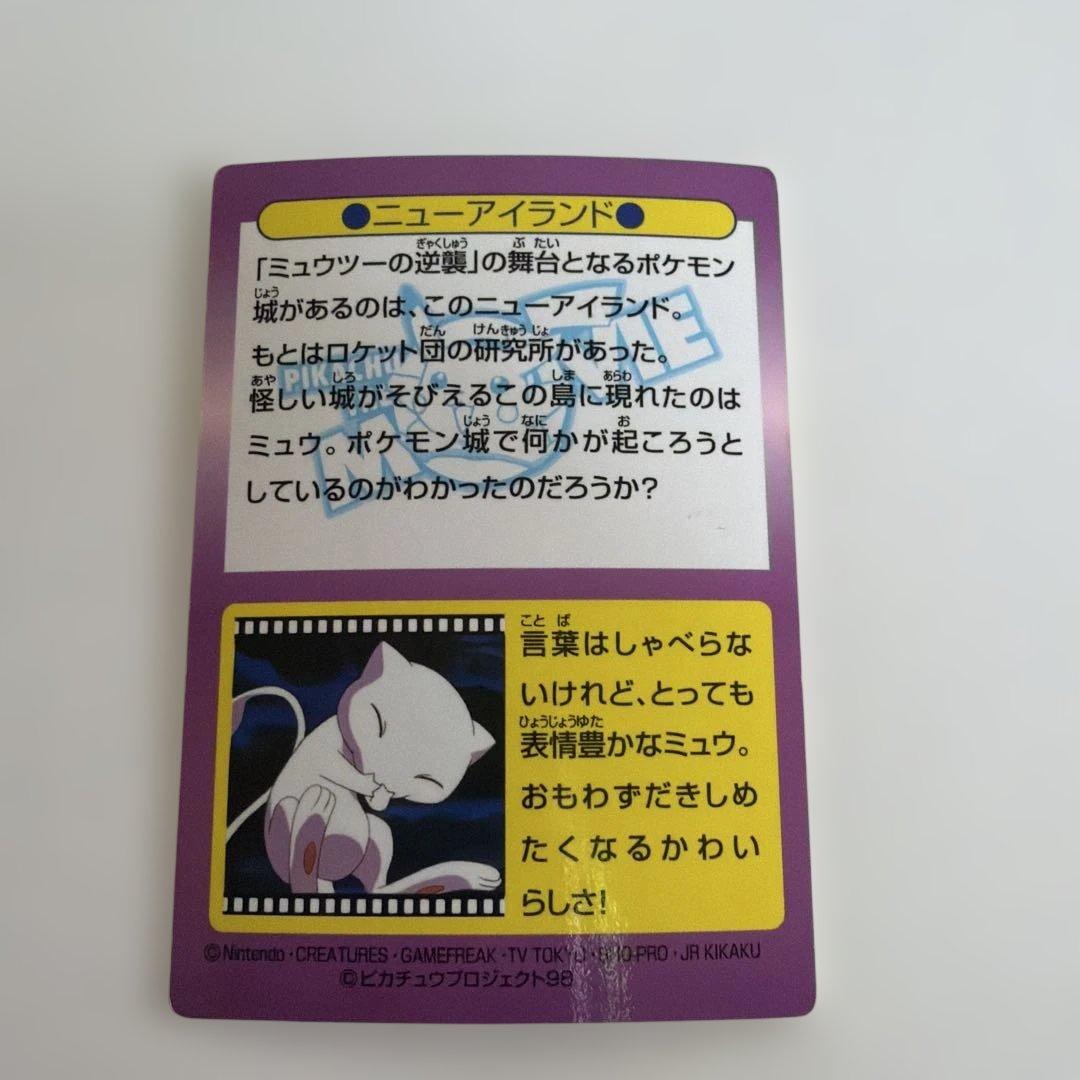 ●ニューアイランド●
「ミュウツーの逆襲」の舞台となるポケモン
城があるのは、このニューアイランド。
もとはロケット団の研究所があった。
怪しい城がそびえるこの島に現れたのは
ミュウ。ポケモン城で何かが起ころうと
しているのがわかったのだろうか?
PIKACHU THE MOVIE
言葉はしゃべらな
いけれど、とっても
表情豊かなミュウ。
おもわずだきしめ
たくなるかわい
らしさ!
©Nintendo・CREATURES・GAMEFREAK・TV TOKYO・SHO-PRO・JR KIKAKU
©ピカチュウプロジェクト98